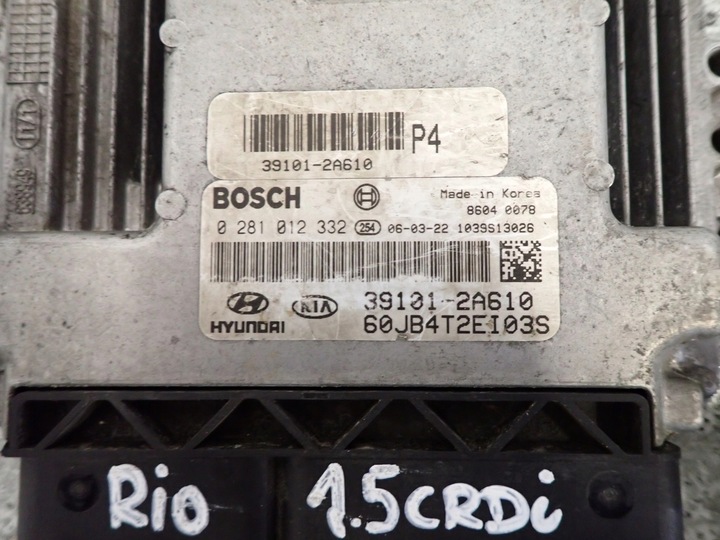 P4
39101-2A610
BOSCH
Made in Korea
8604 0078
0 281 012 332 254 06-03-22 1039S13026
HYUNDAI KIA 39101-2A610
60JB4T2EI03S
Rio 1.5CRDi